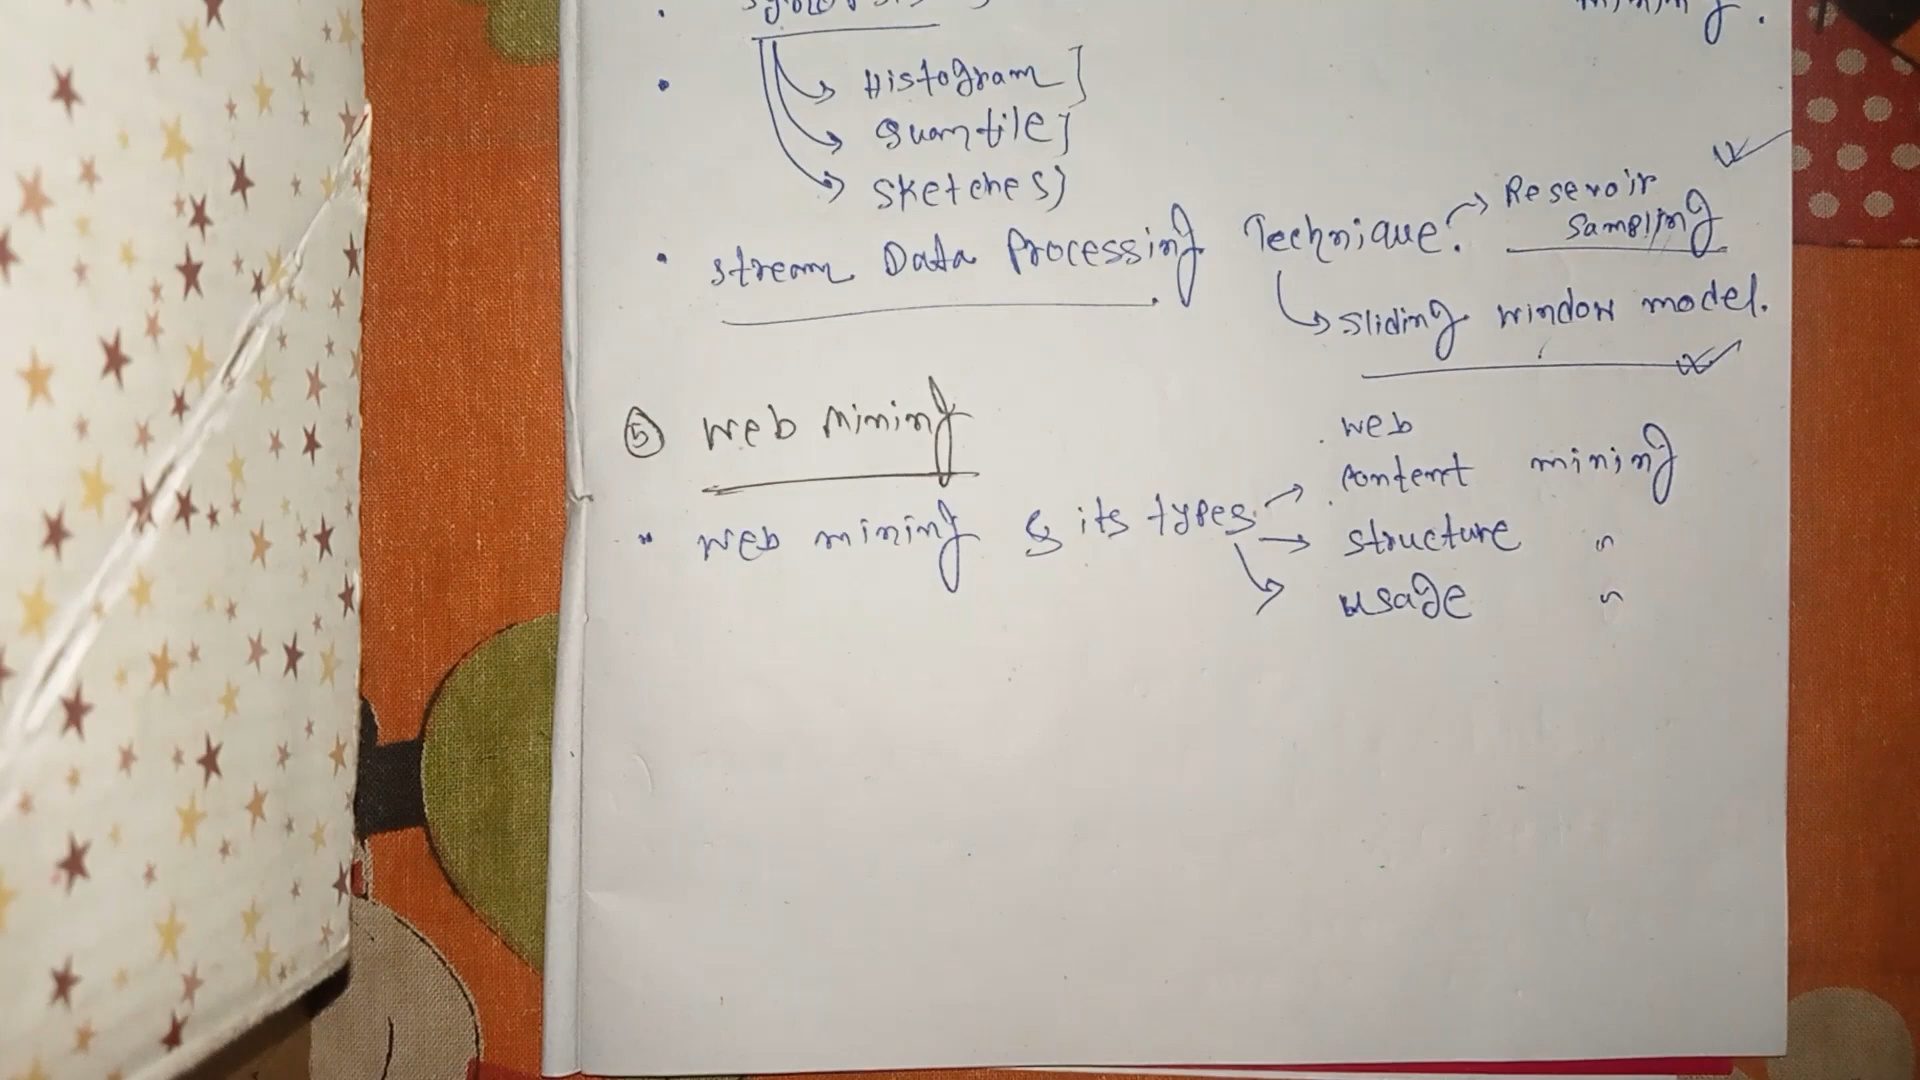 Histogram]
Quantile]
Sketches)
• Stream Data Processing Technique: → Reservoir Sampling
↳ Sliding window model.
⑤ Web Mining
• Web mining & its types → Web content mining
→ structure "
↘ usage "